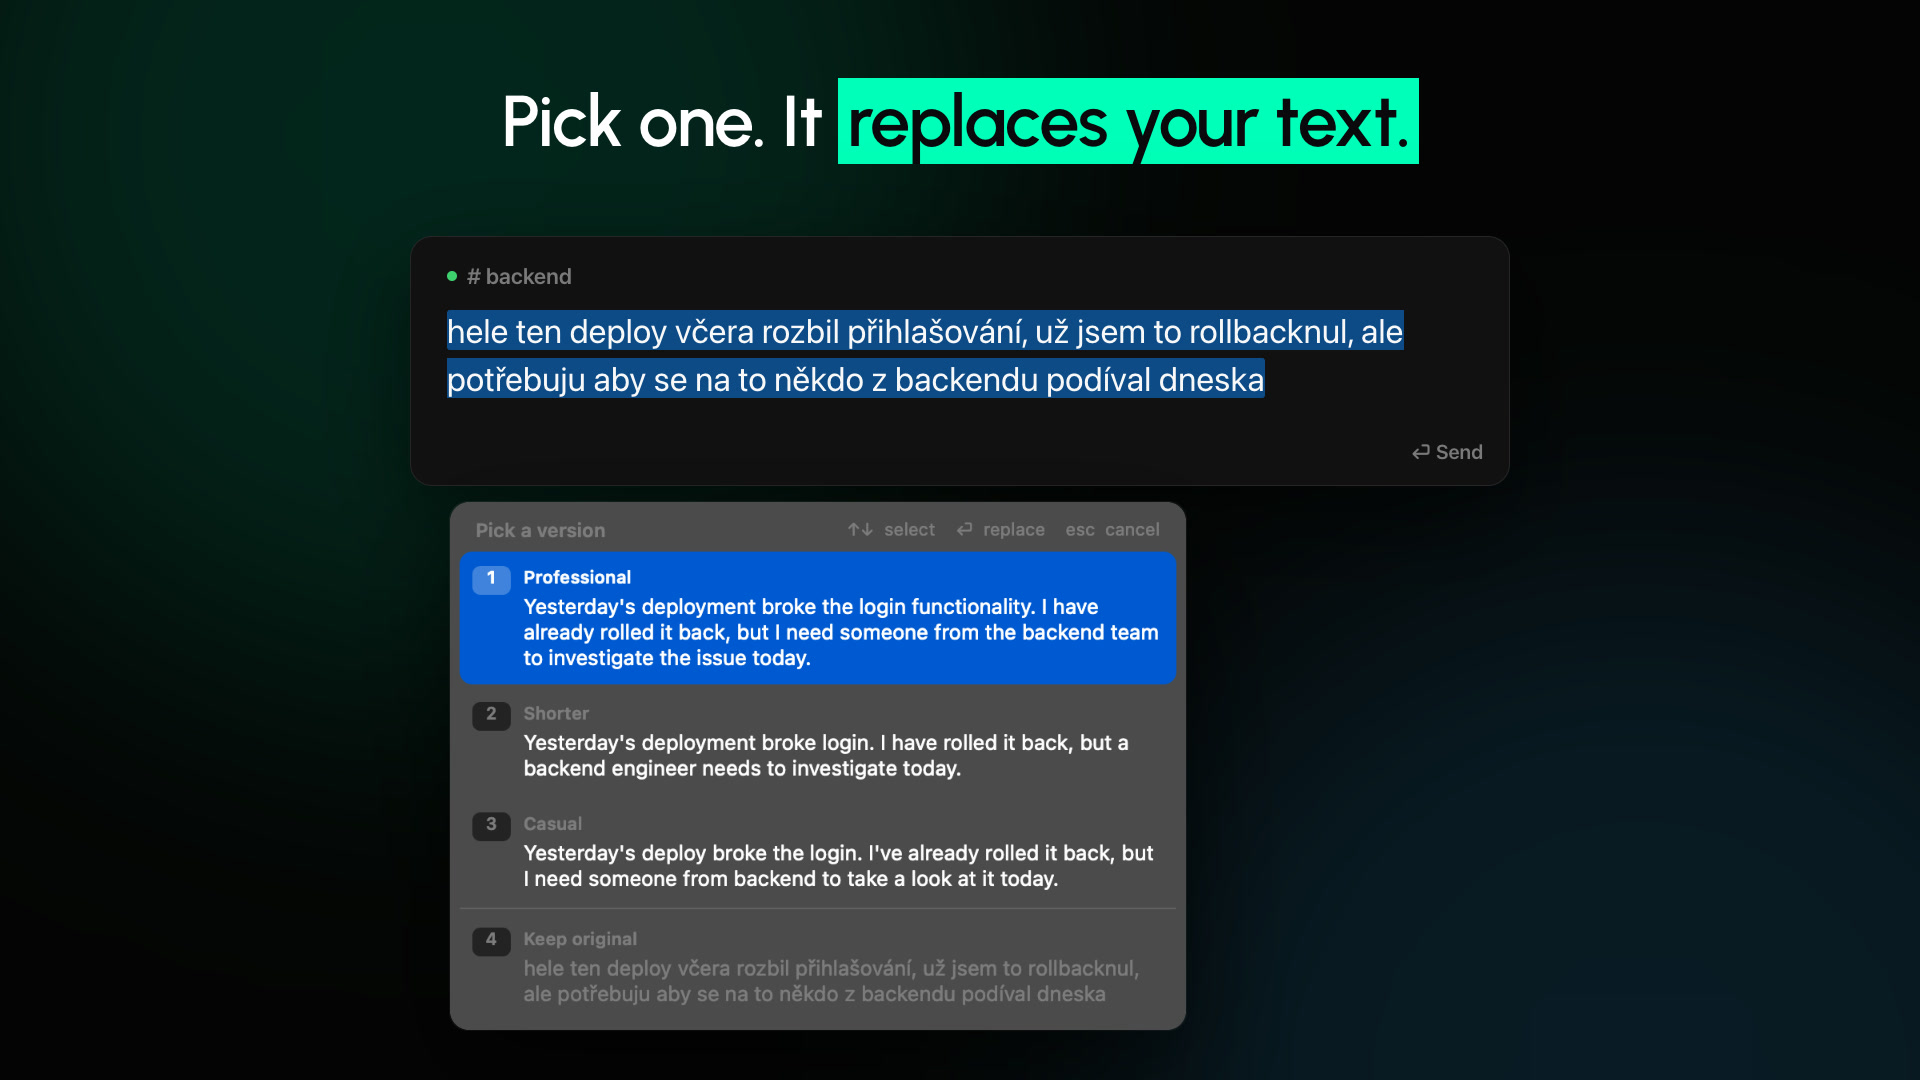 Pick one. It replaces your text.
# backend
hele ten deploy včera rozbil přihlašování, už jsem to rollbacknul, ale
potřebuju aby se na to někdo z backendu podíval dneska
⏎ Send
Pick a version ↑↓ select ⏎ replace esc cancel
1 Professional
Yesterday's deployment broke the login functionality. I have
already rolled it back, but I need someone from the backend team
to investigate the issue today.
2 Shorter
Yesterday's deployment broke login. I have rolled it back, but a
backend engineer needs to investigate today.
3 Casual
Yesterday's deploy broke the login. I've already rolled it back, but
I need someone from backend to take a look at it today.
4 Keep original
hele ten deploy včera rozbil přihlašování, už jsem to rollbacknul,
ale potřebuju aby se na to někdo z backendu podíval dneska